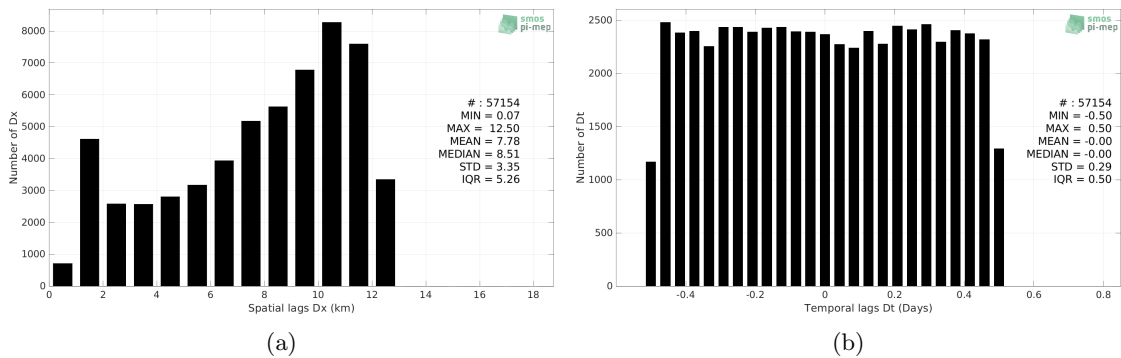 8000
7000
6000
5000
4000
3000
2000
1000
0
Number of Dx
smos
pi-mep
# : 57154
MIN = 0.07
MAX = 12.50
MEAN = 7.78
MEDIAN = 8.51
STD = 3.35
IQR = 5.26
0 2 4 6 8 10 12 14 16 18
Spatial lags Dx (km)
(a)
2500
2000
1500
1000
500
0
Number of Dt
smos
pi-mep
# : 57154
MIN = -0.50
MAX = 0.50
MEAN = -0.00
MEDIAN = -0.00
STD = 0.29
IQR = 0.50
-0.4 -0.2 0 0.2 0.4 0.6 0.8
Temporal lags Dt (Days)
(b)